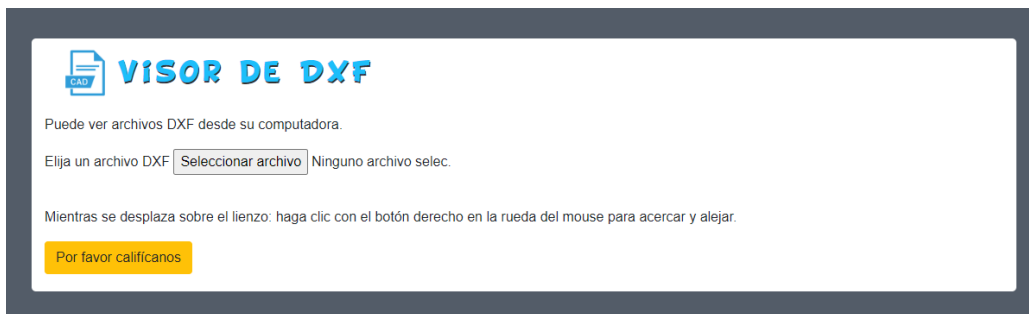 CAD
VISOR DE DXF
Puede ver archivos DXF desde su computadora.
Elija un archivo DXF Seleccionar archivo Ninguno archivo selec.
Mientras se desplaza sobre el lienzo: haga clic con el botón derecho en la rueda del mouse para acercar y alejar.
Por favor califícanos